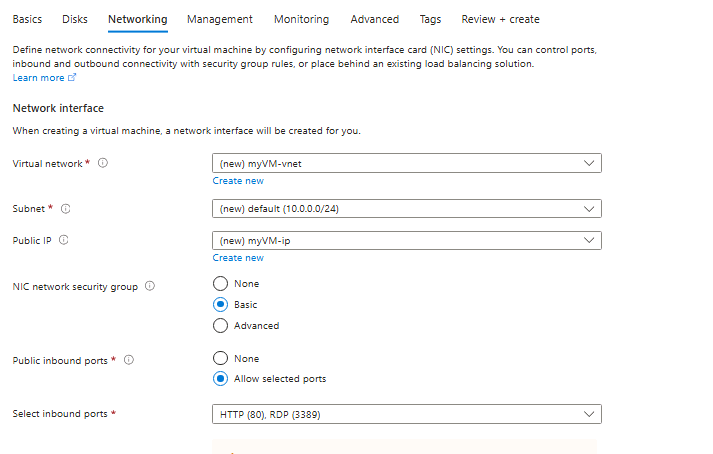 Basics Disks Networking Management Monitoring Advanced Tags Review + create
Define network connectivity for your virtual machine by configuring network interface card (NIC) settings. You can control ports,
inbound and outbound connectivity with security group rules, or place behind an existing load balancing solution.
Learn more
Network interface
When creating a virtual machine, a network interface will be created for you.
Virtual network * (new) myVM-vnet
Create new
Subnet * (new) default (10.0.0.0/24)
Public IP (new) myVM-ip
Create new
NIC network security group None
Basic
Advanced
Public inbound ports * None
Allow selected ports
Select inbound ports * HTTP (80), RDP (3389)